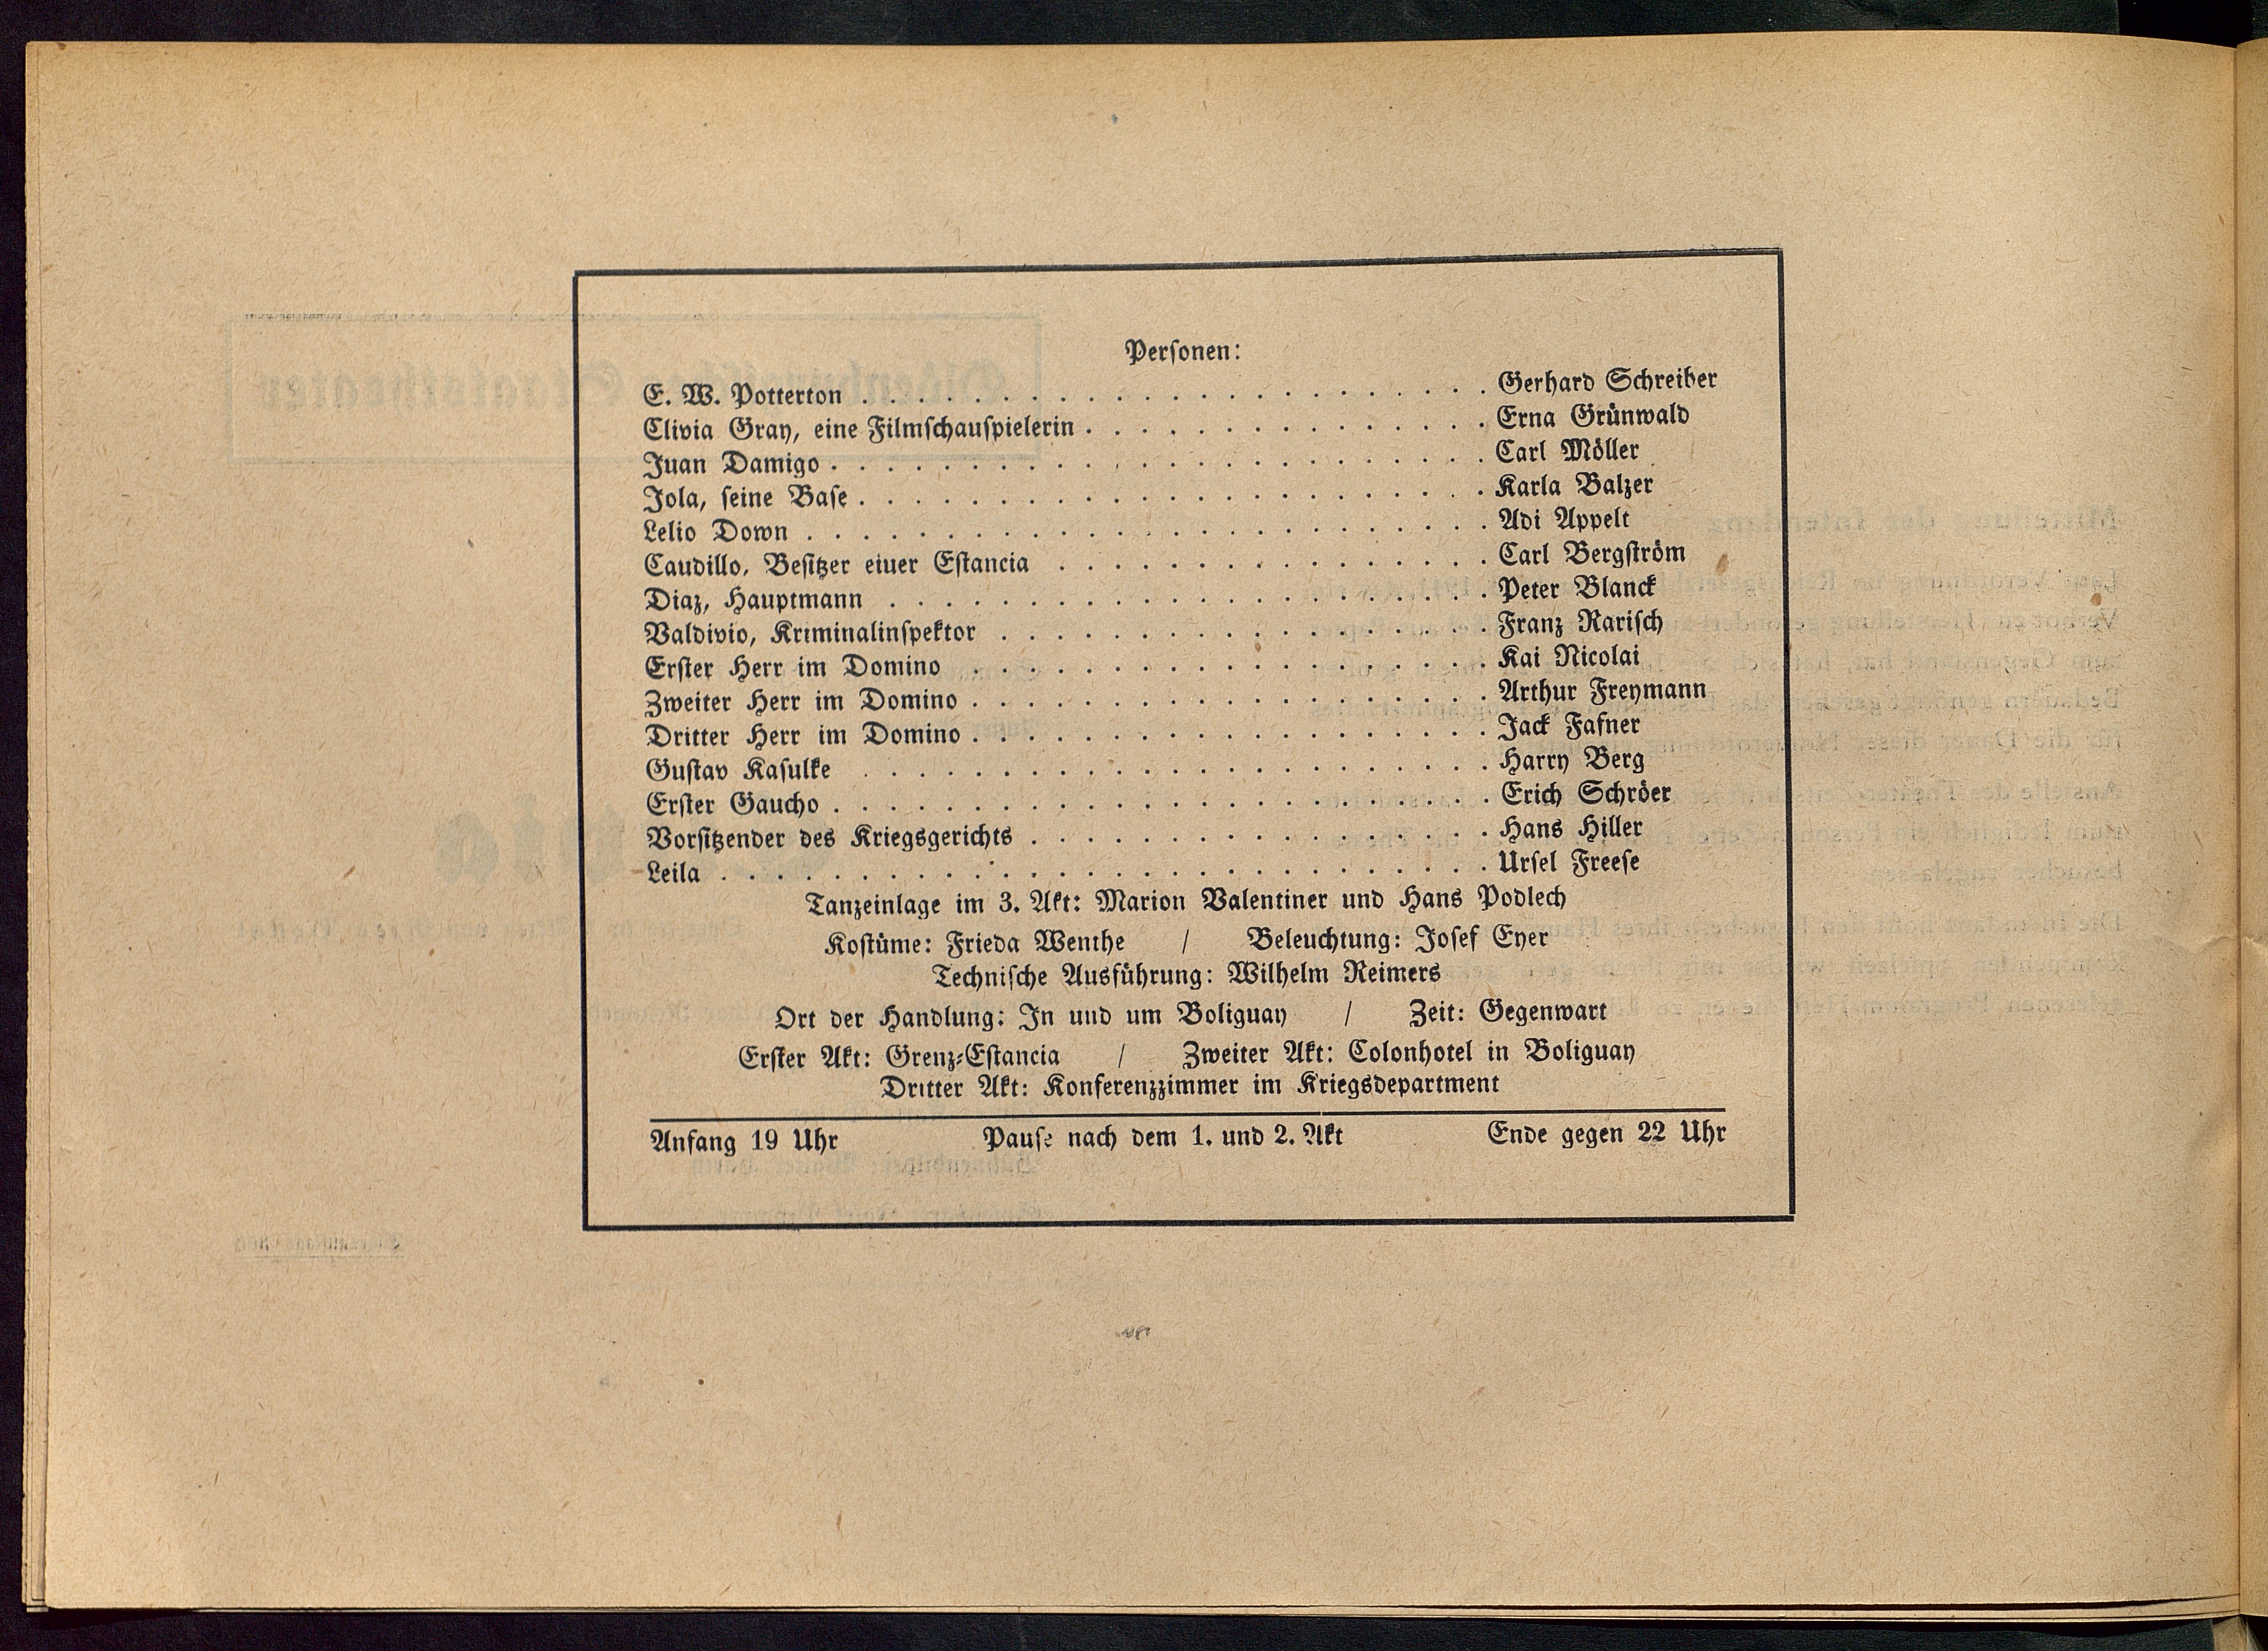 Personen:
E. W. Potterton . . . . . . . . . . . . . . . . . . . . . . . Gerhard Schreiber
Clivia Gray, eine Filmschauspielerin . . . . . . . . . . . . . . . Erna Grünwald
Juan Damigo . . . . . . . . . . . . . . . . . . . . . . . . Carl Möller
Jola, seine Base . . . . . . . . . . . . . . . . . . . . . . . Karla Balzer
Lelio Down . . . . . . . . . . . . . . . . . . . . . . . . . Adi Appelt
Caudillo, Besitzer eiuer Estancia . . . . . . . . . . . . . . . . Carl Bergström
Diaz, Hauptmann . . . . . . . . . . . . . . . . . . . . . . Peter Blanck
Valdivio, Kriminalinspektor . . . . . . . . . . . . . . . . . . Franz Rarisch
Erster Herr im Domino . . . . . . . . . . . . . . . . . . . Kai Nicolai
Zweiter Herr im Domino . . . . . . . . . . . . . . . . . . . Arthur Freymann
Dritter Herr im Domino . . . . . . . . . . . . . . . . . . . Jack Fafner
Gustav Kasulke . . . . . . . . . . . . . . . . . . . . . . . Harry Berg
Erster Gaucho . . . . . . . . . . . . . . . . . . . . . . . . Erich Schröer
Vorsitzender des Kriegsgerichts . . . . . . . . . . . . . . . . . Hans Hiller
Leila . . . . . . . . . . . . . . . . . . . . . . . . . . . . Ursel Freese
Tanzeinlage im 3. Akt: Marion Valentiner und Hans Podlech
Kostüme: Frieda Wenthe / Beleuchtung: Josef Eyer
Technische Ausführung: Wilhelm Reimers
Ort der Handlung: In und um Boliguay / Zeit: Gegenwart
Erster Akt: Grenz-Estancia / Zweiter Akt: Colonhotel in Boliguay
Dritter Akt: Konferenzzimmer im Kriegsdepartment
Anfang 19 Uhr Pause nach dem 1. und 2. Akt Ende gegen 22 Uhr